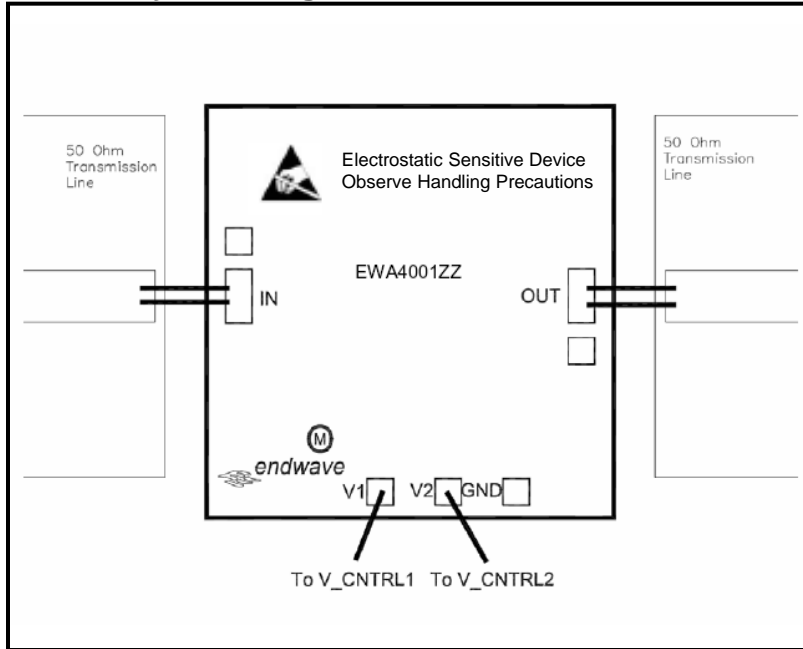 50 Ohm
Transmission
Line
Electrostatic Sensitive Device
Observe Handling Precautions
50 Ohm
Transmission
Line
EWA4001ZZ
IN
OUT
M
endwave
V1
V2
GND
To V_CNTRL1
To V_CNTRL2